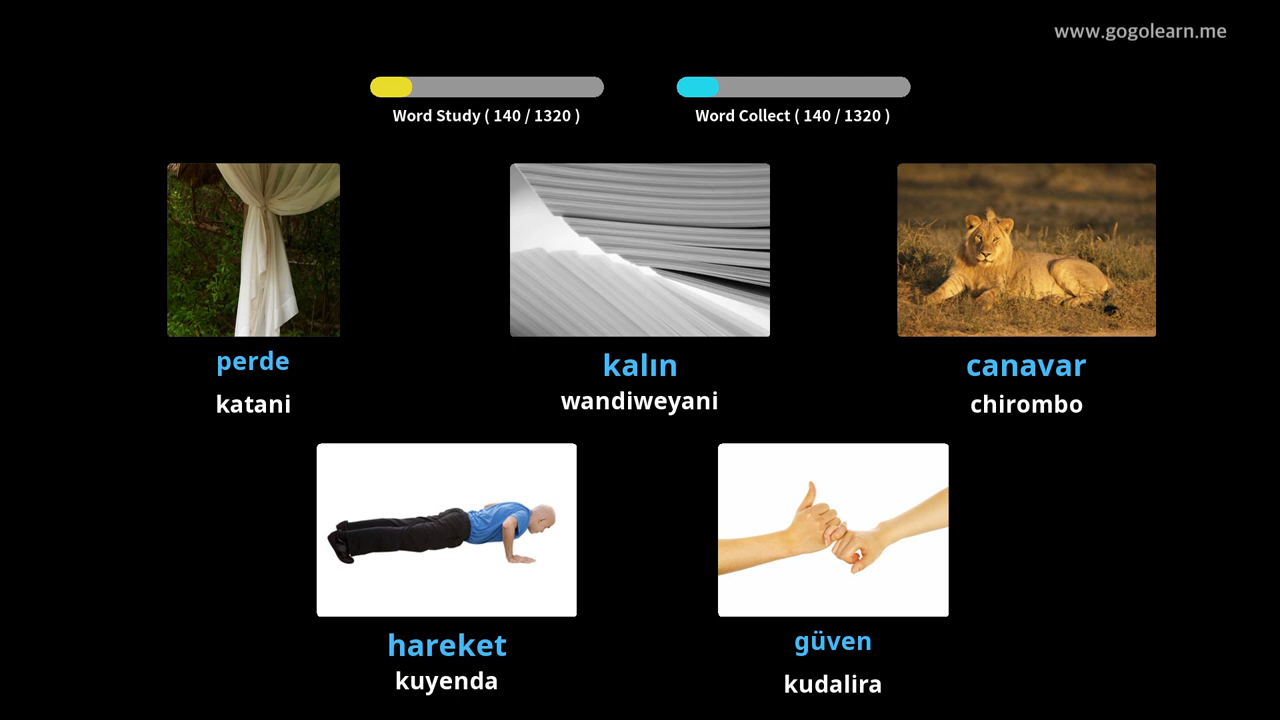 www.gogolearn.me
Word Study ( 140 / 1320 )
Word Collect ( 140 / 1320 )
perde
katani
kalın
wandiweyani
canavar
chirombo
hareket
kuyenda
güven
kudalira